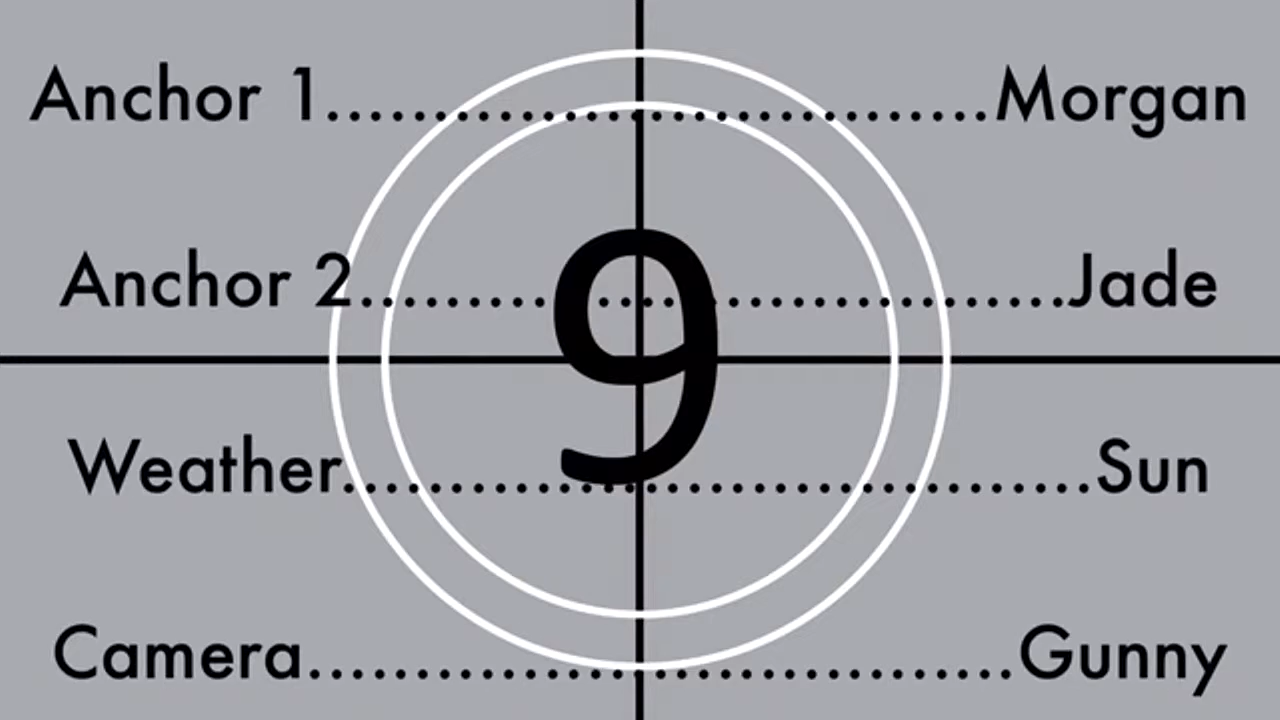 Anchor 1.......................Morgan
Anchor 2.........................Jade
9
Weather............................Sun
Camera.........................Gunny